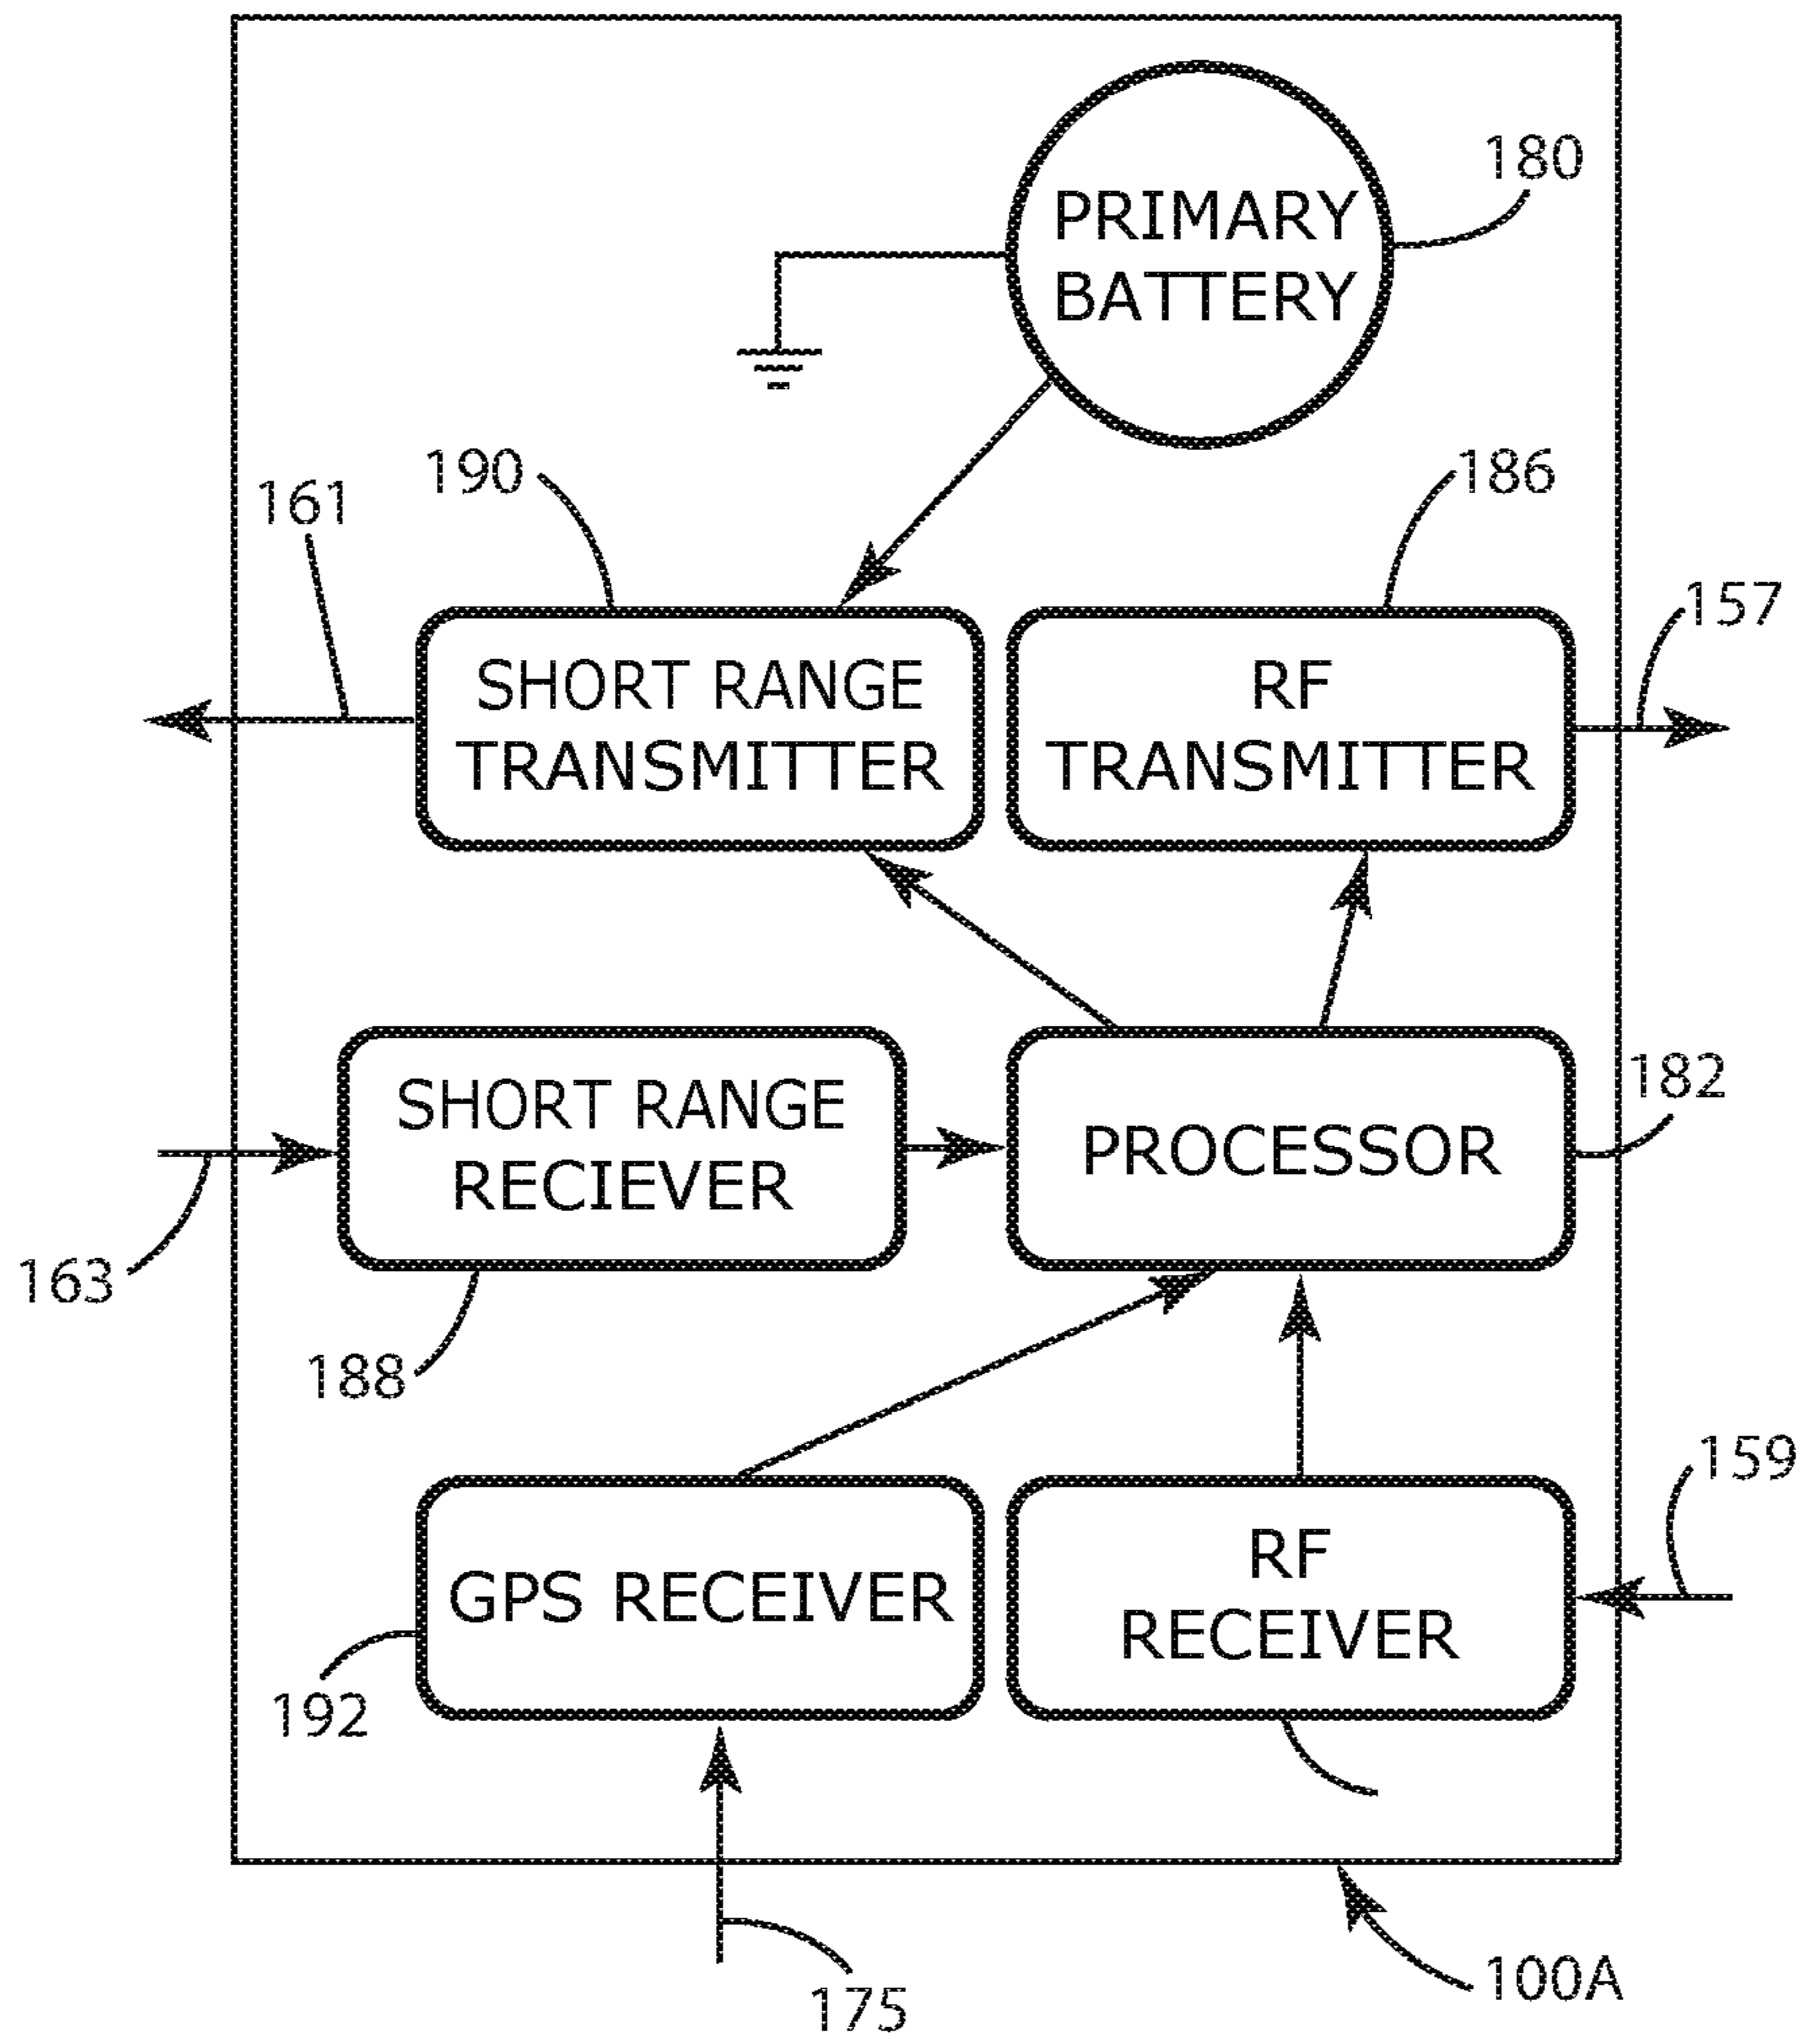 180
PRIMARY
BATTERY
190
186
161
157
SHORT RANGE
TRANSMITTER
RF
TRANSMITTER
182
SHORT RANGE
RECIEVER
PROCESSOR
163
188
159
GPS RECEIVER
RF
RECEIVER
192
100A
175